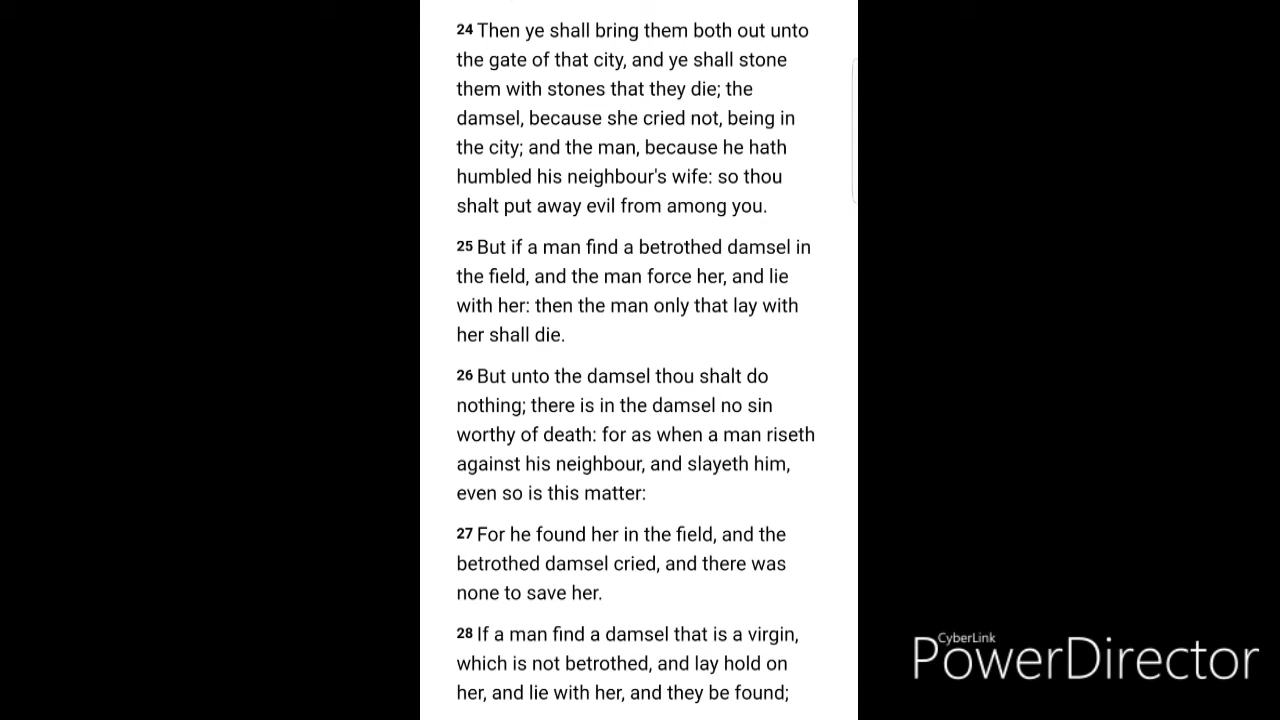 24 Then ye shall bring them both out unto
the gate of that city, and ye shall stone
them with stones that they die; the
damsel, because she cried not, being in
the city; and the man, because he hath
humbled his neighbour's wife: so thou
shalt put away evil from among you.
25 But if a man find a betrothed damsel in
the field, and the man force her, and lie
with her: then the man only that lay with
her shall die.
26 But unto the damsel thou shalt do
nothing; there is in the damsel no sin
worthy of death: for as when a man riseth
against his neighbour, and slayeth him,
even so is this matter:
27 For he found her in the field, and the
betrothed damsel cried, and there was
none to save her.
28 If a man find a damsel that is a virgin,
which is not betrothed, and lay hold on
her, and lie with her, and they be found;
CyberLink
PowerDirector